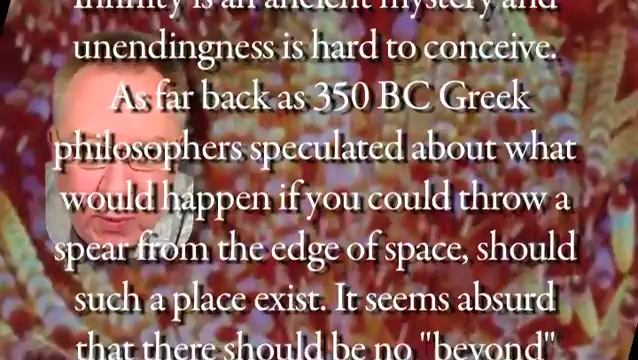 Infinity is an ancient mystery and
unendingness is hard to conceive.
As far back as 350 BC Greek
philosophers speculated about what
would happen if you could throw a
spear from the edge of space, should
such a place exist. It seems absurd
that there should be no "beyond"